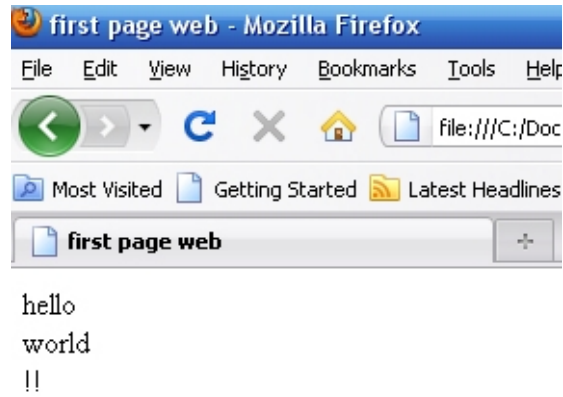 first page web - Mozilla Firefox
File Edit View History Bookmarks Tools Help
file:///C:/Doc
Most Visited Getting Started Latest Headlines
first page web
hello
world
!!